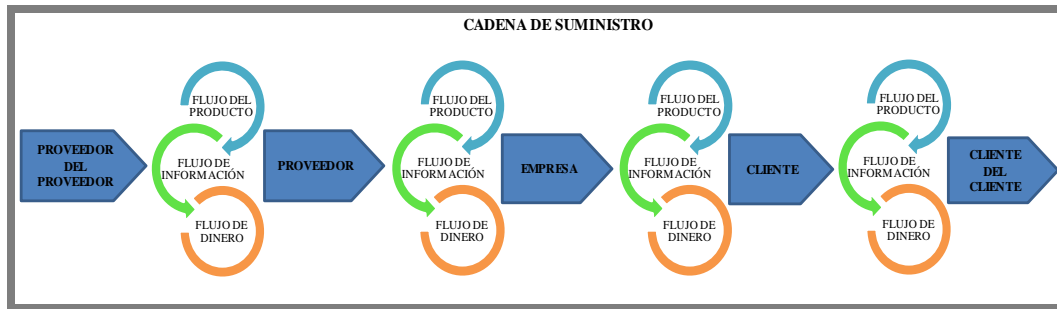 CADENA DE SUMINISTRO
PROVEEDOR
DEL
PROVEEDOR
FLUJO DEL
PRODUCTO
FLUJO DE
INFORMACIÓN
FLUJO DE
DINERO
PROVEEDOR
FLUJO DEL
PRODUCTO
FLUJO DE
INFORMACIÓN
FLUJO DE
DINERO
EMPRESA
FLUJO DEL
PRODUCTO
FLUJO DE
INFORMACIÓN
FLUJO DE
DINERO
CLIENTE
FLUJO DEL
PRODUCTO
FLUJO DE
INFORMACIÓN
FLUJO DE
DINERO
CLIENTE
DEL
CLIENTE